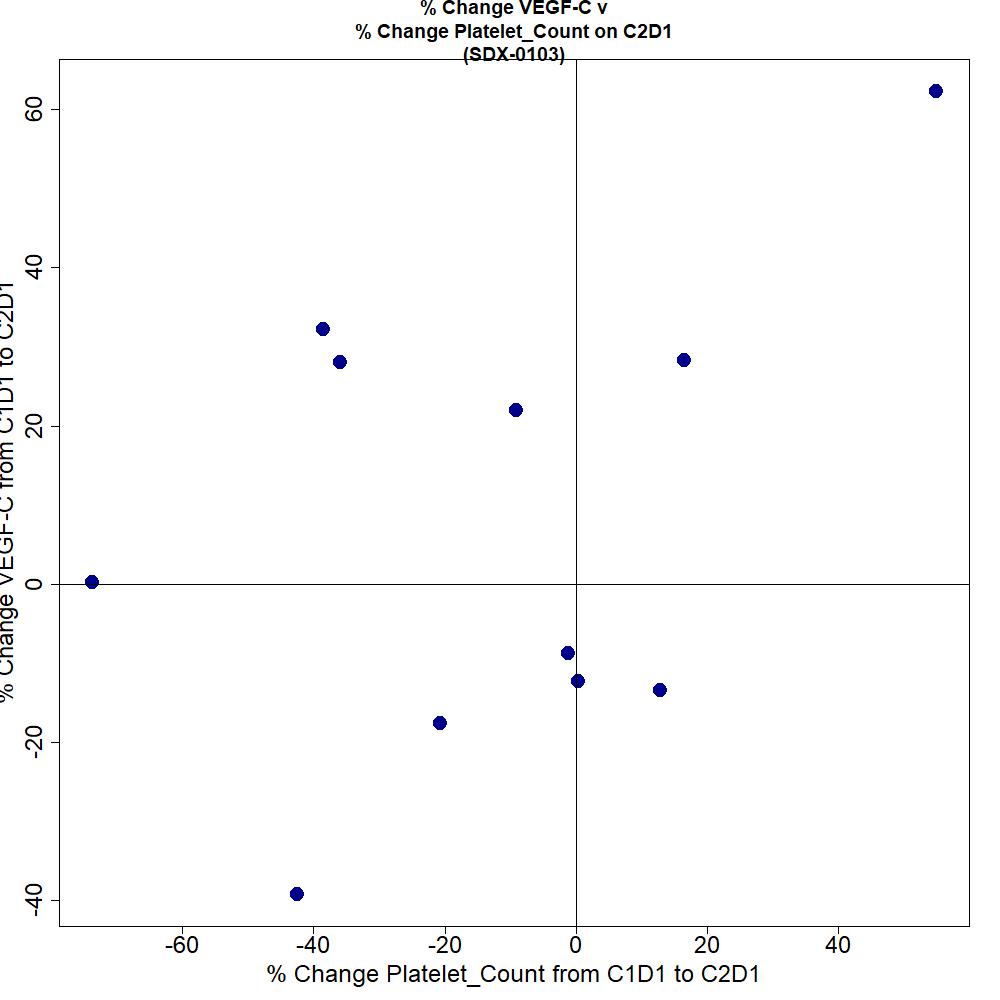 % Change VEGF-C v
% Change Platelet_Count on C2D1
(SDX-0103)
% Change VEGF-C from C1D1 to C2D1
60
40
20
0
-20
-40
-60
-40
-20
0
20
40
% Change Platelet_Count from C1D1 to C2D1